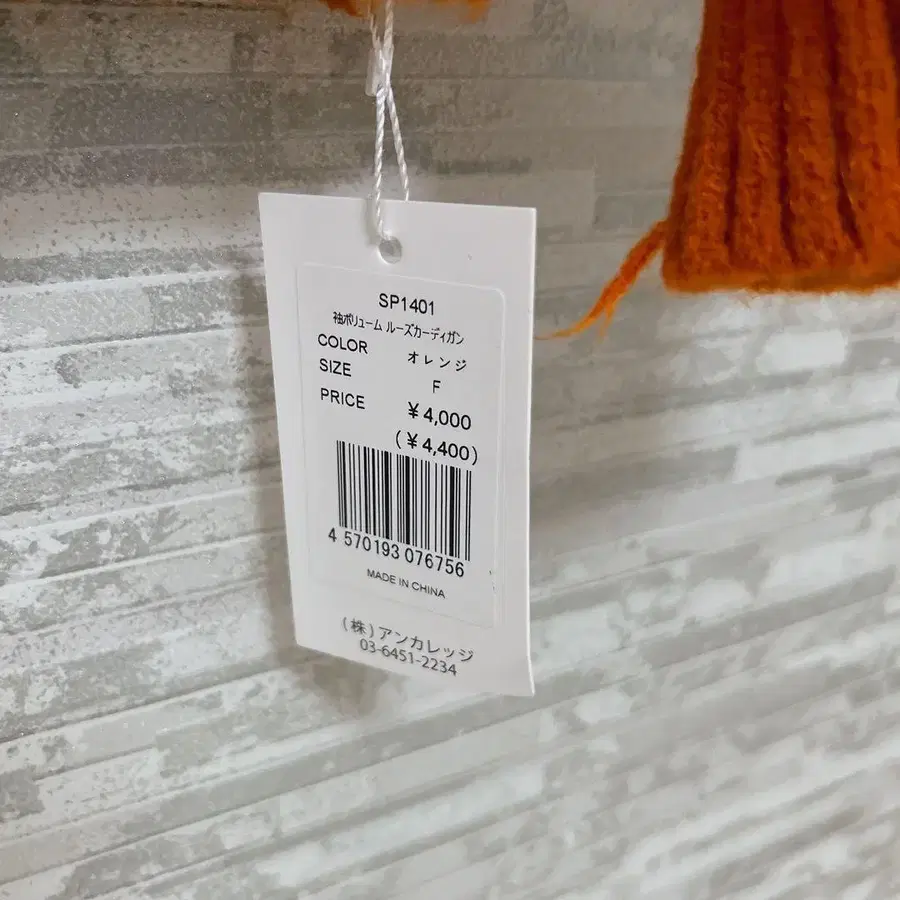 SP1401
袖ボリューム ルーズカーディガン
COLOR オレンジ
SIZE F
PRICE ¥4,000
(¥4,400)
4 570193 076756
MADE IN CHINA
(株)アンカレッジ
03-6451-2234